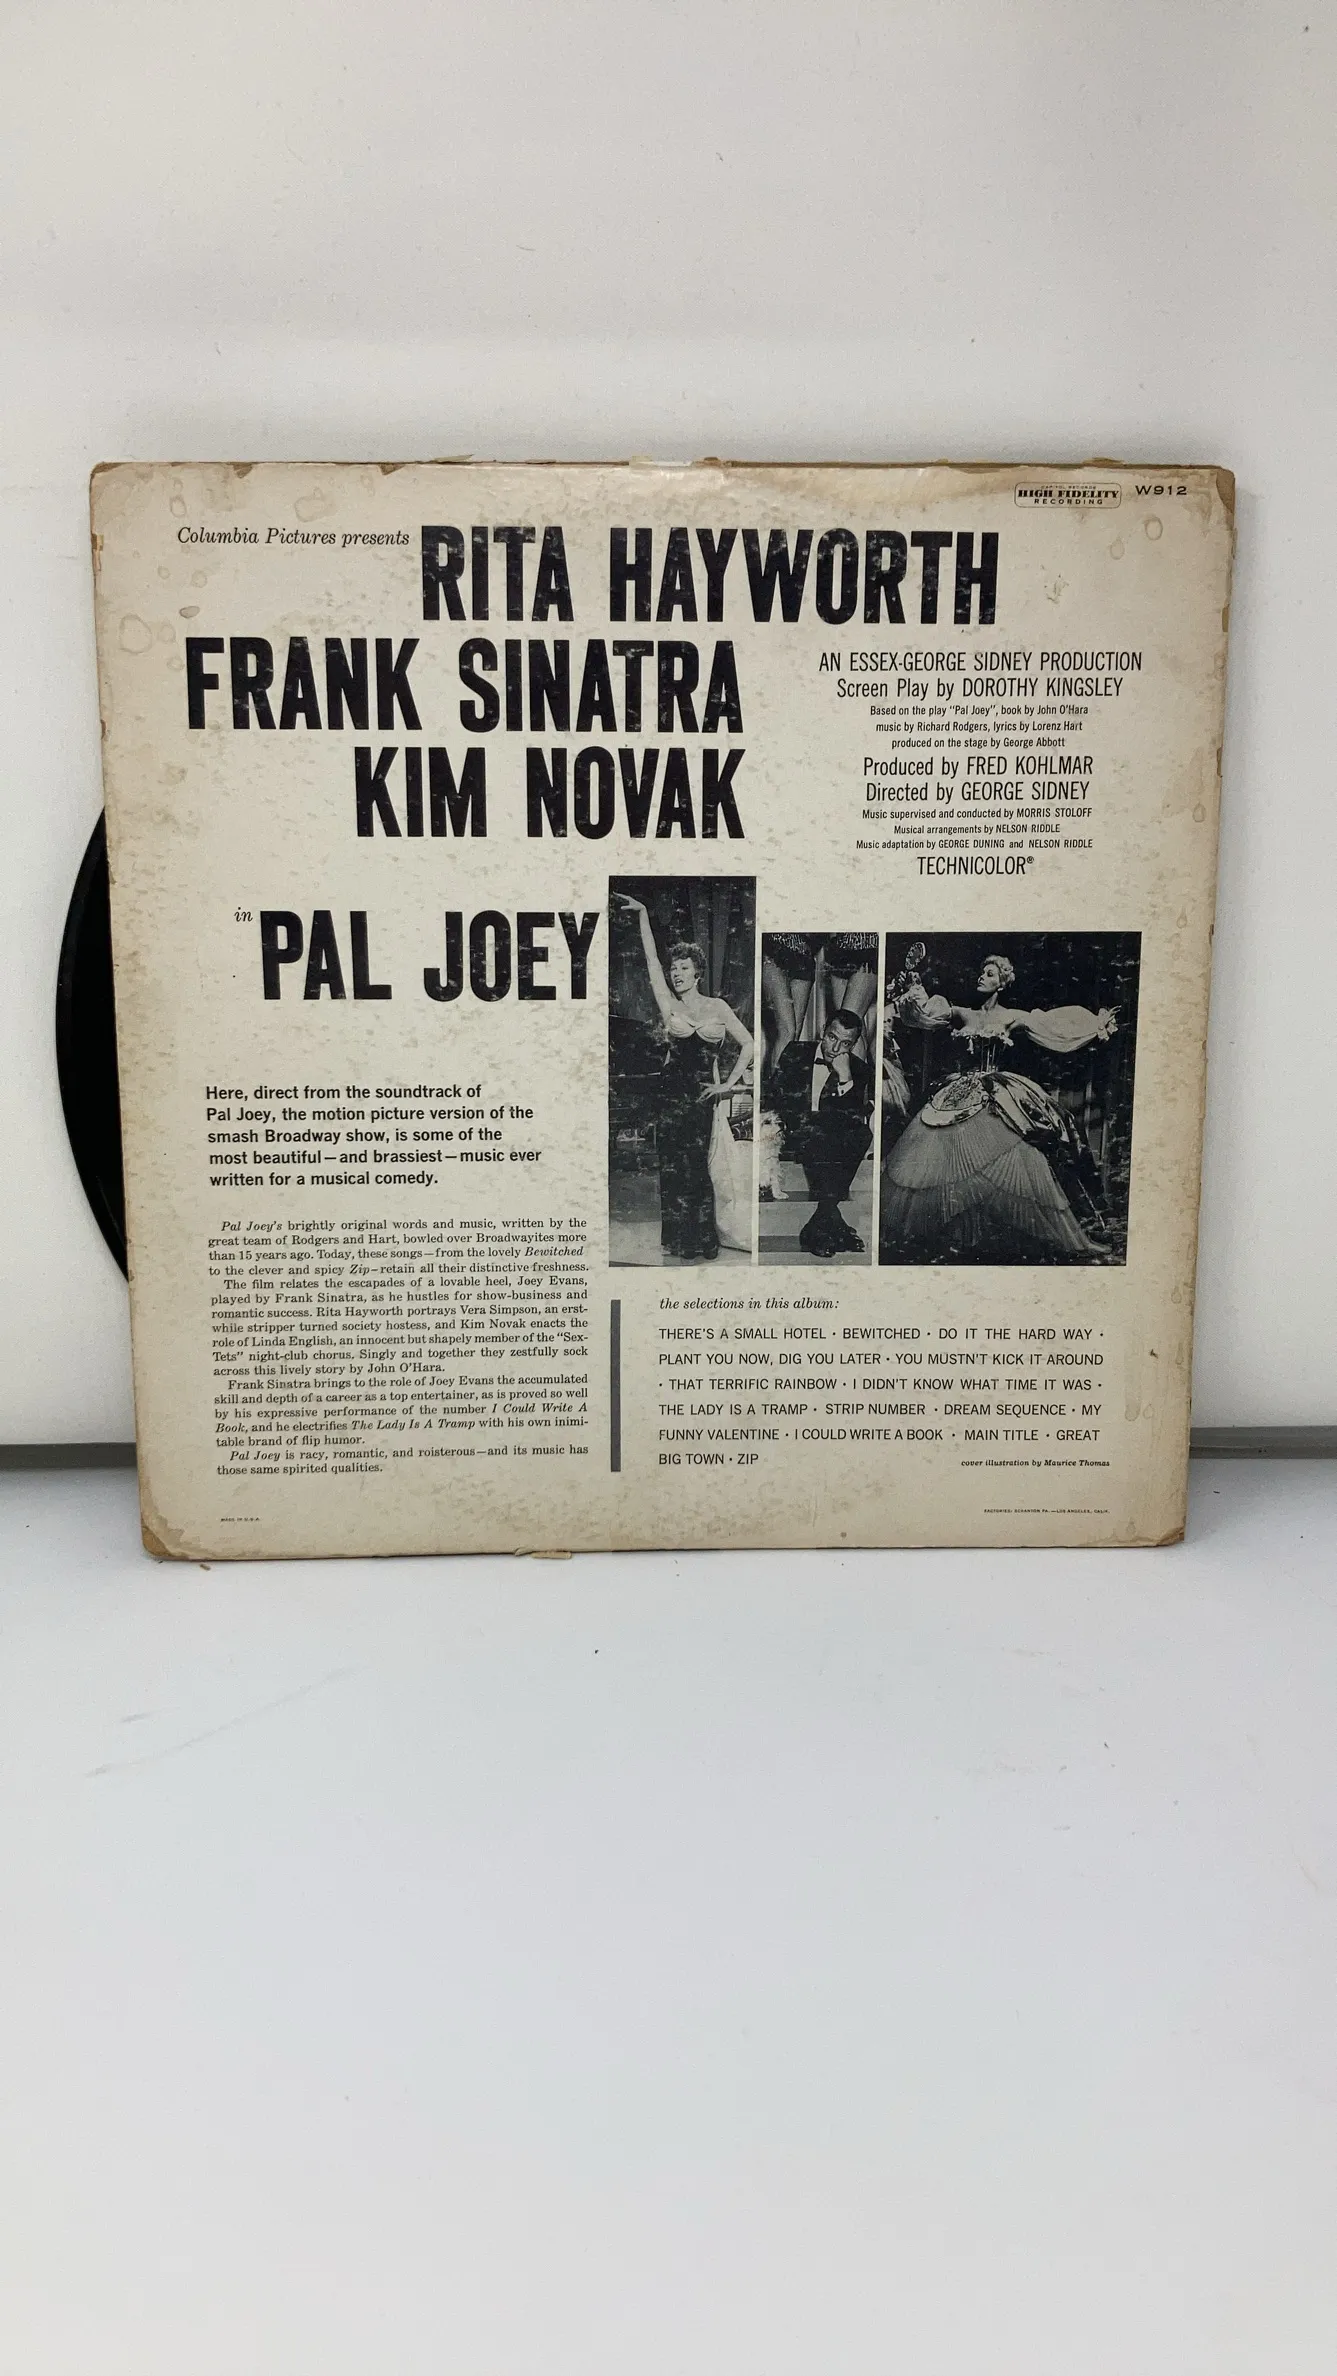 CAPITOL RECORDS
HIGH FIDELITY
RECORDING
W912
Columbia Pictures presents RITA HAYWORTH
FRANK SINATRA
KIM NOVAK
in PAL JOEY
AN ESSEX-GEORGE SIDNEY PRODUCTION
Screen Play by DOROTHY KINGSLEY
Based on the play "Pal Joey", book by John O'Hara
music by Richard Rodgers, lyrics by Lorenz Hart
produced on the stage by George Abbott
Produced by FRED KOHLMAR
Directed by GEORGE SIDNEY
Music supervised and conducted by MORRIS STOLOFF
Musical arrangements by NELSON RIDDLE
Music adaptation by GEORGE DUNING and NELSON RIDDLE
TECHNICOLOR®
Here, direct from the soundtrack of
Pal Joey, the motion picture version of the
smash Broadway show, is some of the
most beautiful—and brassiest—music ever
written for a musical comedy.
Pal Joey's brightly original words and music, written by the
great team of Rodgers and Hart, bowled over Broadwayites more
than 15 years ago. Today, these songs—from the lovely Bewitched
to the clever and spicy Zip—retain all their distinctive freshness.
The film relates the escapades of a lovable heel, Joey Evans,
played by Frank Sinatra, as he hustles for show-business and
romantic success. Rita Hayworth portrays Vera Simpson, an erst-
while stripper turned society hostess, and Kim Novak enacts the
role of Linda English, an innocent but shapely member of the "Sex-
Tets" night-club chorus. Singly and together they zestfully sock
across this lively story by John O'Hara.
Frank Sinatra brings to the role of Joey Evans the accumulated
skill and depth of a career as a top entertainer, as is proved so well
by his expressive performance of the number I Could Write A
Book, and he electrifies The Lady Is A Tramp with his own inimi-
table brand of flip humor.
Pal Joey is racy, romantic, and roisterous—and its music has
those same spirited qualities.
the selections in this album:
THERE'S A SMALL HOTEL · BEWITCHED · DO IT THE HARD WAY ·
PLANT YOU NOW, DIG YOU LATER · YOU MUSTN'T KICK IT AROUND
· THAT TERRIFIC RAINBOW · I DIDN'T KNOW WHAT TIME IT WAS ·
THE LADY IS A TRAMP · STRIP NUMBER · DREAM SEQUENCE · MY
FUNNY VALENTINE · I COULD WRITE A BOOK · MAIN TITLE · GREAT
BIG TOWN · ZIP
cover illustration by Maurice Thomas
MADE IN U.S.A.
FACTORIES: SCRANTON PA.—LOS ANGELES, CALIF.